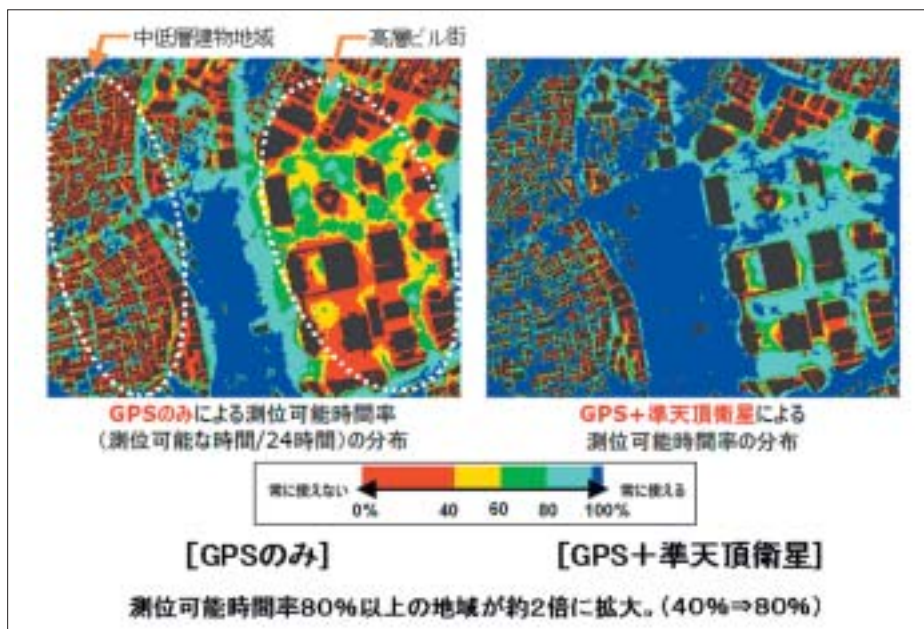 中低層建物地域
高層ビル街
GPSのみによる測位可能時間率
(測位可能な時間/24時間)の分布
GPS+準天頂衛星による
測位可能時間率の分布
常に使えない
常に使える
0% 40 60 80 100%
[GPSのみ]
[GPS+準天頂衛星]
測位可能時間率80%以上の地域が約2倍に拡大。(40%⇒80%)